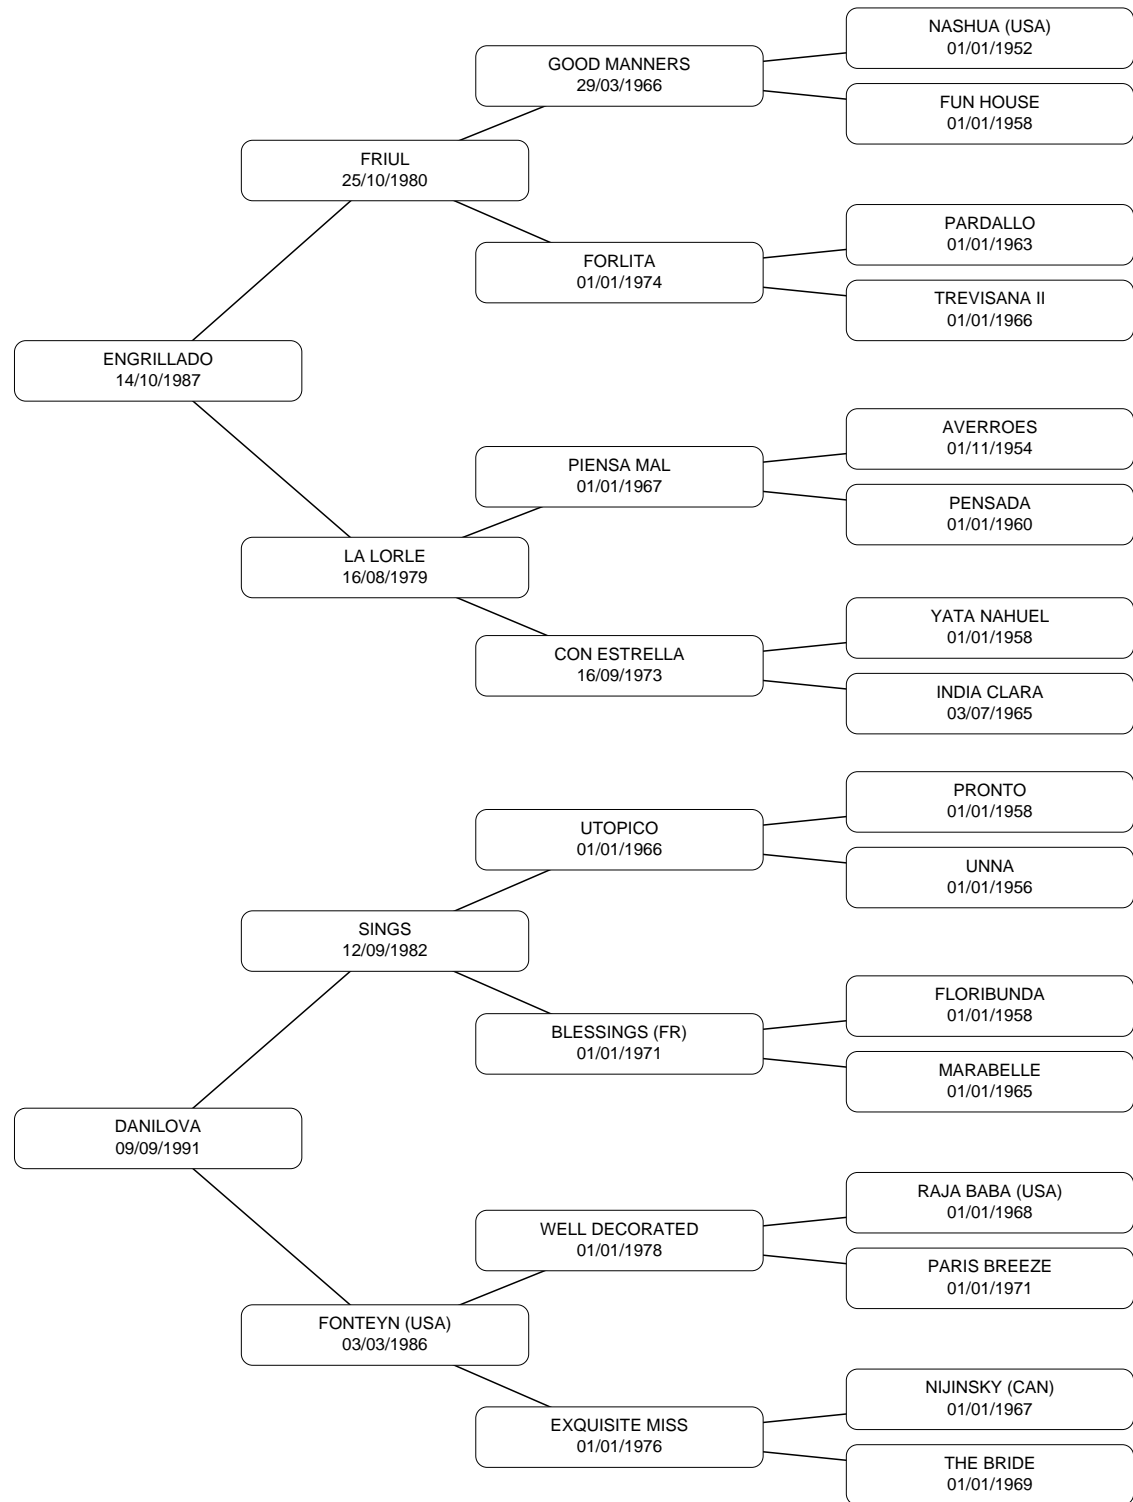 NASHUA (USA)
01/01/1952
GOOD MANNERS
29/03/1966
FUN HOUSE
01/01/1958
FRIUL
25/10/1980
PARDALLO
01/01/1963
FORLITA
01/01/1974
TREVISANA II
01/01/1966
ENGRILLADO
14/10/1987
AVERROES
01/11/1954
PIENSA MAL
01/01/1967
PENSADA
01/01/1960
LA LORLE
16/08/1979
YATA NAHUEL
01/01/1958
CON ESTRELLA
16/09/1973
INDIA CLARA
03/07/1965
PRONTO
01/01/1958
UTOPICO
01/01/1966
UNNA
01/01/1956
SINGS
12/09/1982
FLORIBUNDA
01/01/1958
BLESSINGS (FR)
01/01/1971
MARABELLE
01/01/1965
DANILOVA
09/09/1991
RAJA BABA (USA)
01/01/1968
WELL DECORATED
01/01/1978
PARIS BREEZE
01/01/1971
FONTEYN (USA)
03/03/1986
NIJINSKY (CAN)
01/01/1967
EXQUISITE MISS
01/01/1976
THE BRIDE
01/01/1969